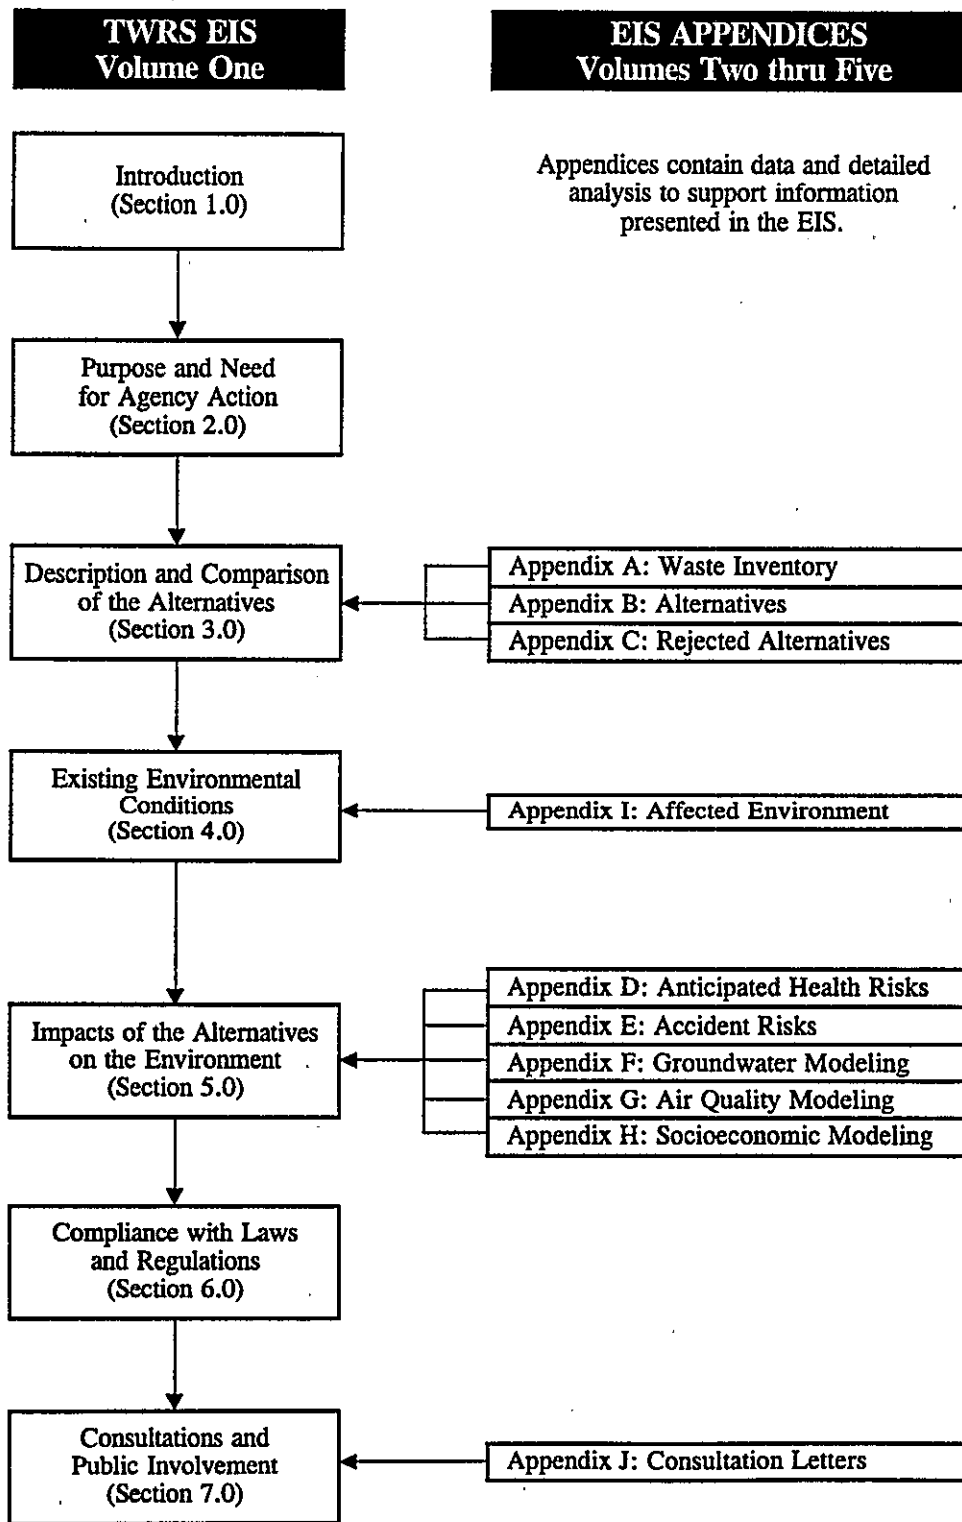 TWRS EIS
Volume One
EIS APPENDICES
Volumes Two thru Five
Introduction
(Section 1.0)
Appendices contain data and detailed
analysis to support information
presented in the EIS.
Purpose and Need
for Agency Action
(Section 2.0)
Description and Comparison
of the Alternatives
(Section 3.0)
Appendix A: Waste Inventory
Appendix B: Alternatives
Appendix C: Rejected Alternatives
Existing Environmental
Conditions
(Section 4.0)
Appendix I: Affected Environment
Impacts of the Alternatives
on the Environment
(Section 5.0)
Appendix D: Anticipated Health Risks
Appendix E: Accident Risks
Appendix F: Groundwater Modeling
Appendix G: Air Quality Modeling
Appendix H: Socioeconomic Modeling
Compliance with Laws
and Regulations
(Section 6.0)
Consultations and
Public Involvement
(Section 7.0)
Appendix J: Consultation Letters